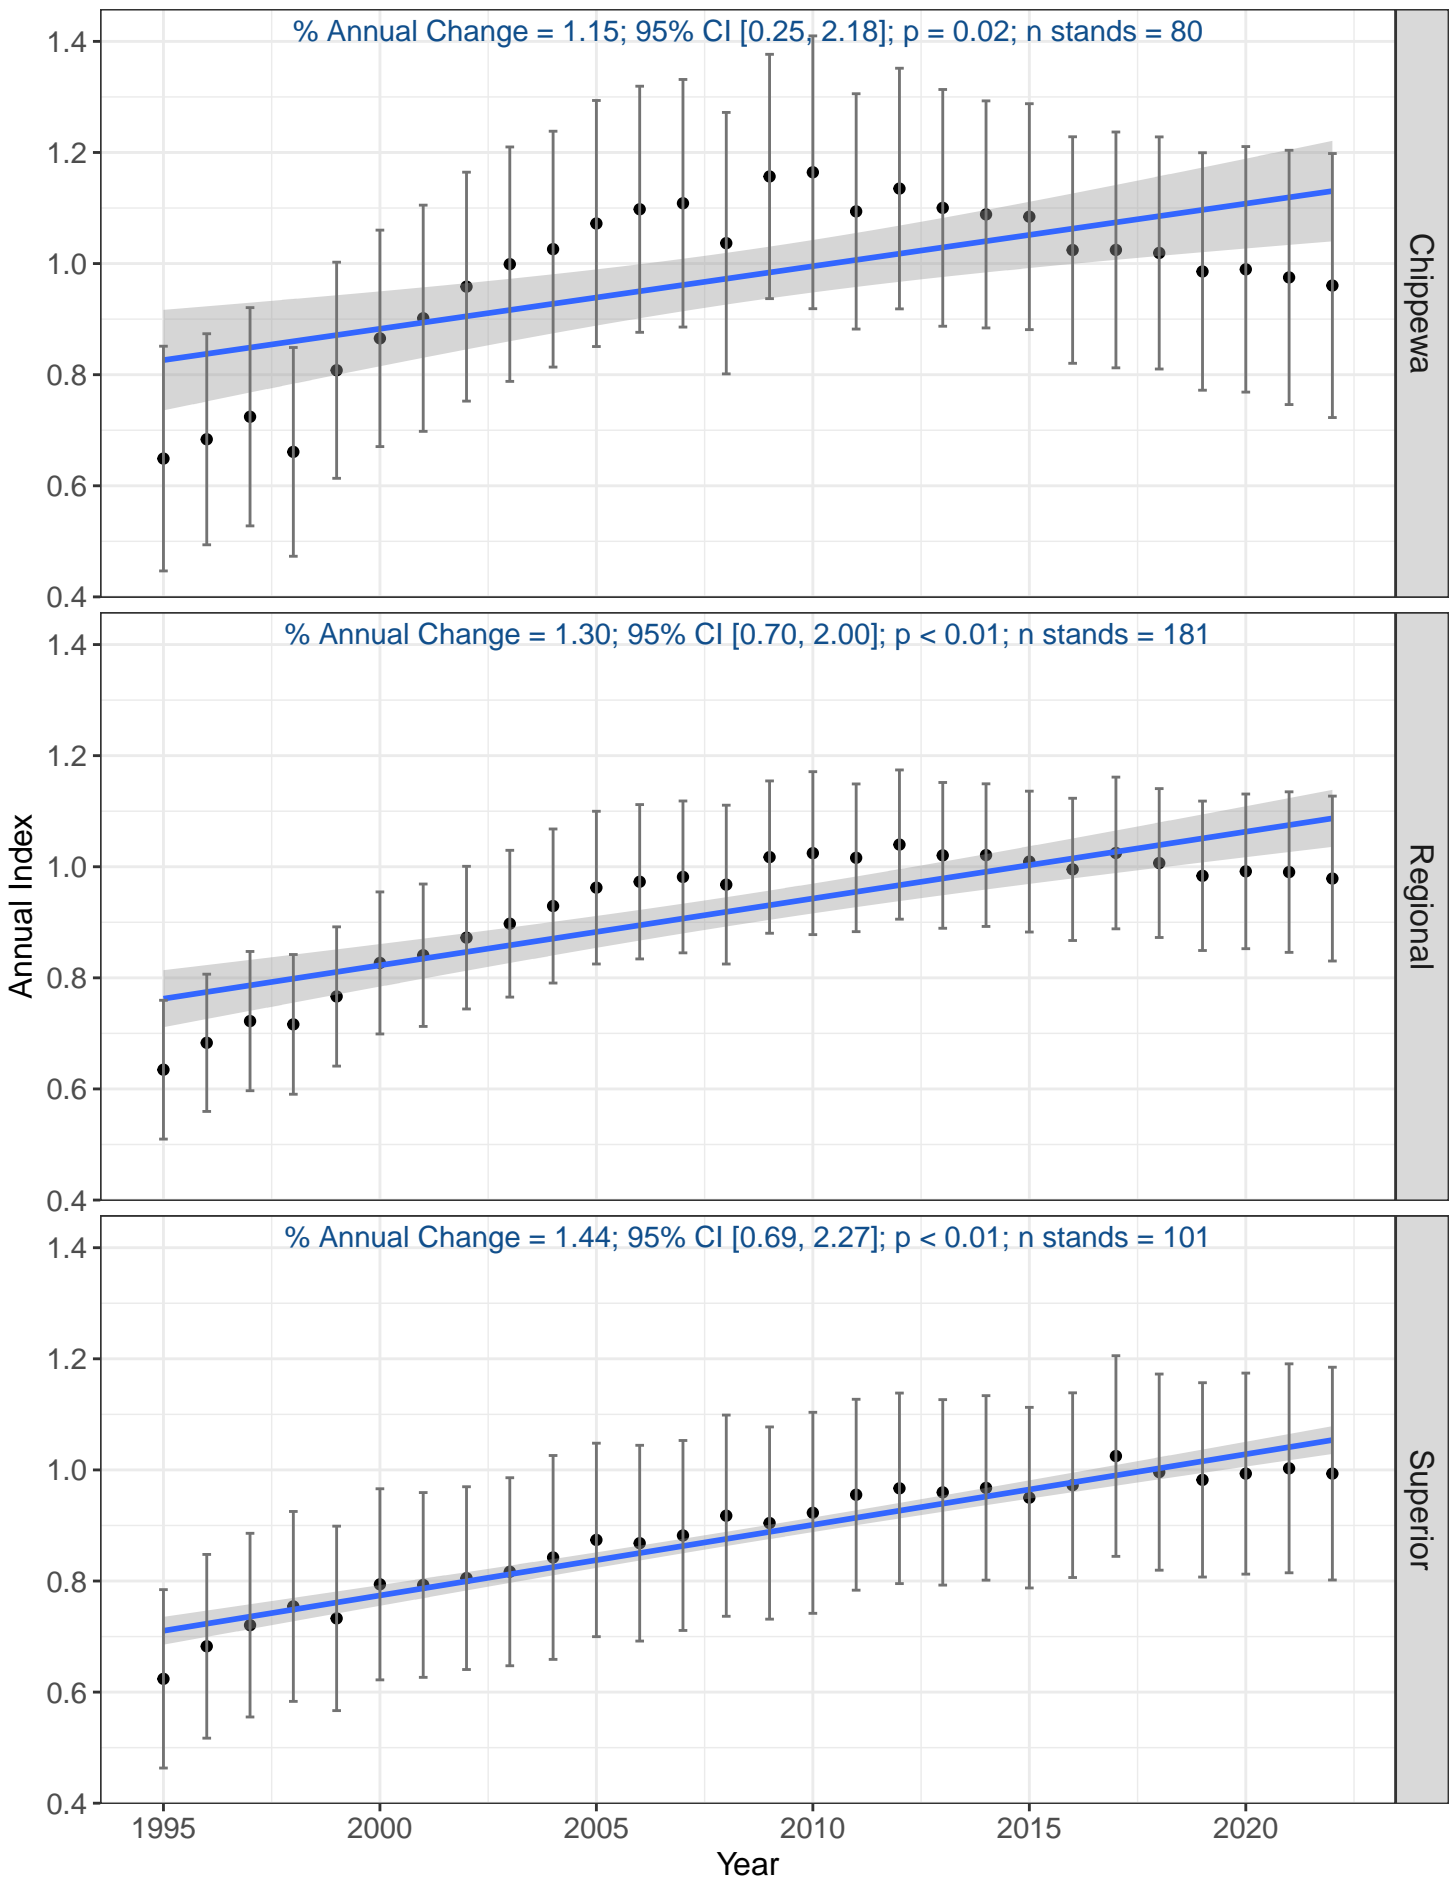 % Annual Change = 1.15; 95% CI [0.25, 2.18]; p = 0.02; n stands = 80
1.4
1.2
1.0
0.8
0.6
0.4
Chippewa
% Annual Change = 1.30; 95% CI [0.70, 2.00]; p < 0.01; n stands = 181
1.4
1.2
1.0
0.8
0.6
0.4
Regional
Annual Index
% Annual Change = 1.44; 95% CI [0.69, 2.27]; p < 0.01; n stands = 101
1.4
1.2
1.0
0.8
0.6
0.4
Superior
1995 2000 2005 2010 2015 2020
Year